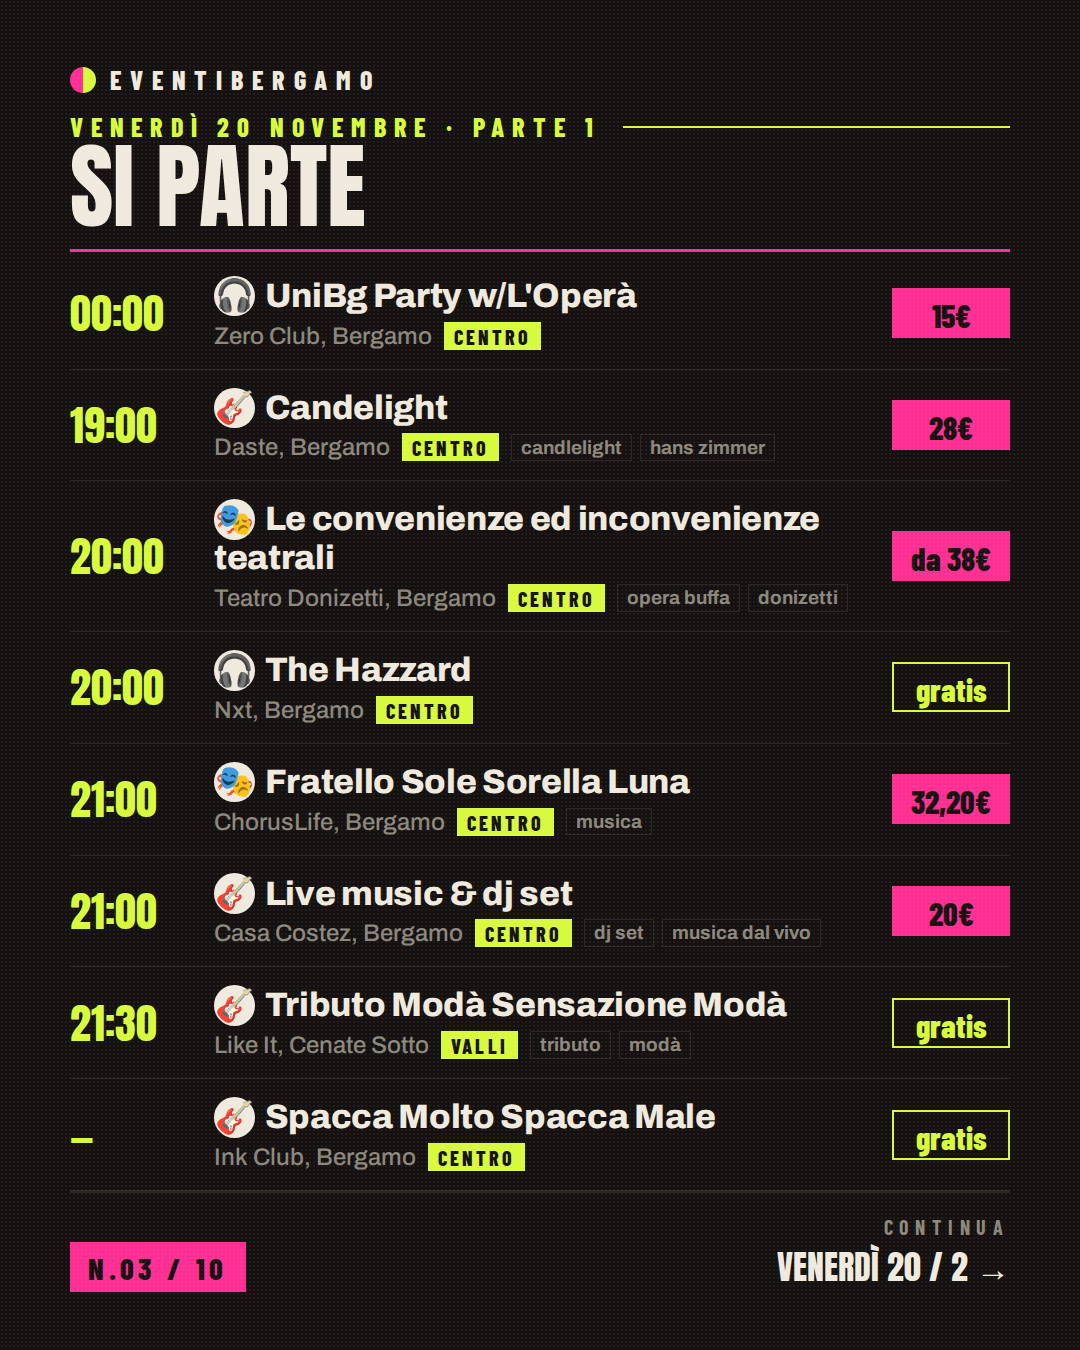 EVENTIBERGAMO
VENERDÌ 20 NOVEMBRE · PARTE 1
SI PARTE
00:00 UniBg Party w/L'Operà 15€
Zero Club, Bergamo CENTRO
19:00 Candelight 28€
Daste, Bergamo CENTRO candlelight hans zimmer
20:00 Le convenienze ed inconvenienze
teatrali da 38€
Teatro Donizetti, Bergamo CENTRO opera buffa donizetti
20:00 The Hazzard gratis
Nxt, Bergamo CENTRO
21:00 Fratello Sole Sorella Luna 32,20€
ChorusLife, Bergamo CENTRO musica
21:00 Live music & dj set 20€
Casa Costez, Bergamo CENTRO dj set musica dal vivo
21:30 Tributo Modà Sensazione Modà gratis
Like It, Cenate Sotto VALLI tributo modà
– Spacca Molto Spacca Male gratis
Ink Club, Bergamo CENTRO
CONTINUA
N.03 / 10 VENERDÌ 20 / 2 →